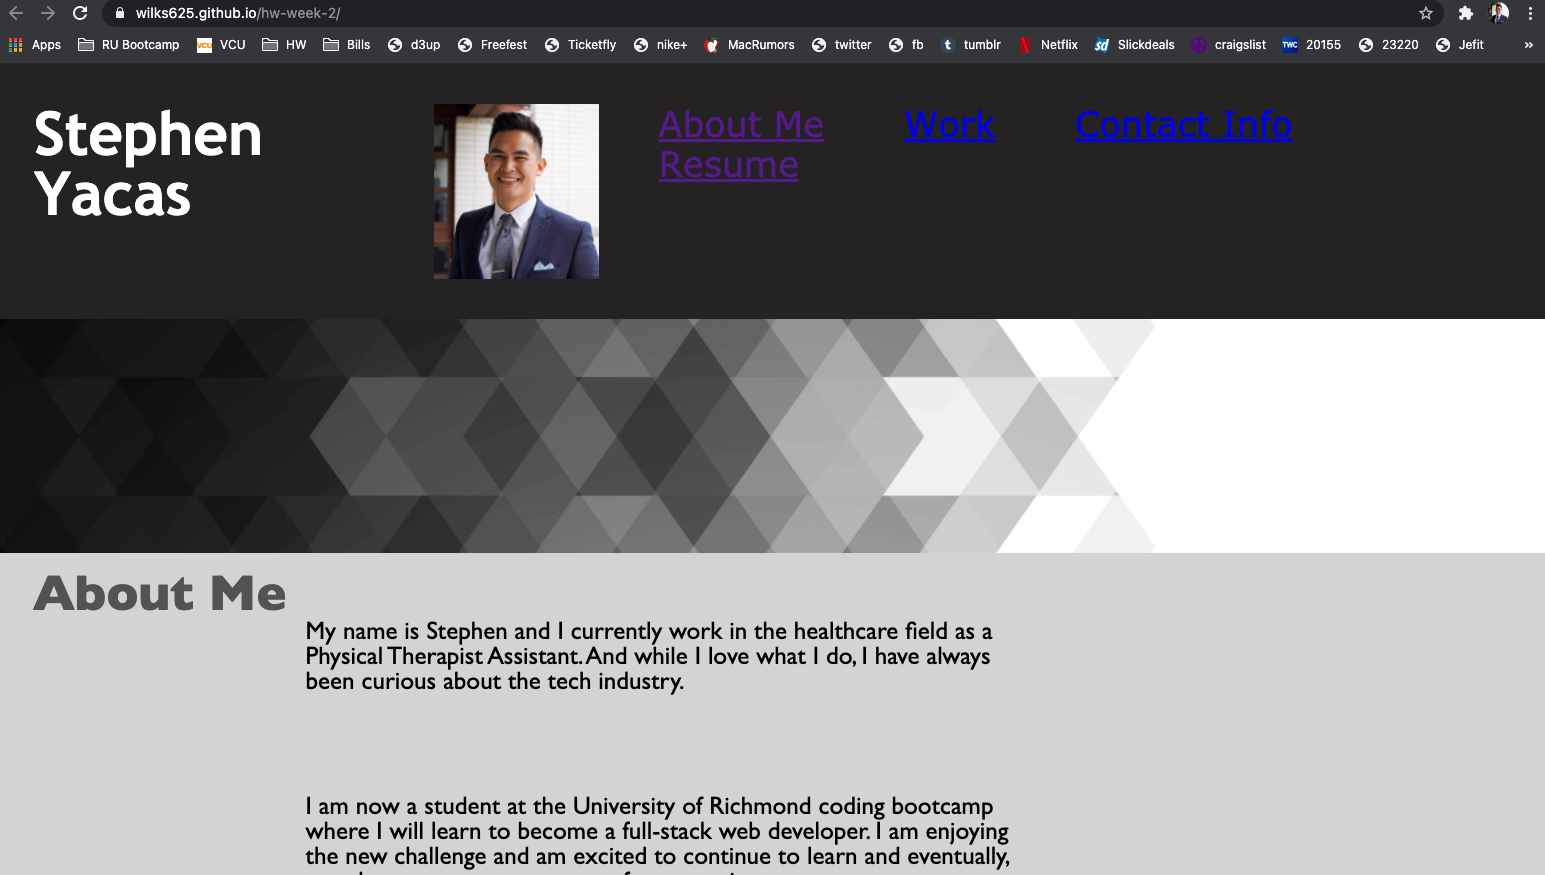 wilks625.github.io/hw-week-2/
Apps RU Bootcamp VCU VCU HW Bills d3up Freefest Ticketfly nike+ MacRumors twitter fb t tumblr N Netflix sd Slickdeals craigslist TWC 20155 23220 Jefit »
Stephen
Yacas
About Me Work Contact Info
Resume
About Me
My name is Stephen and I currently work in the healthcare field as a
Physical Therapist Assistant. And while I love what I do, I have always
been curious about the tech industry.
I am now a student at the University of Richmond coding bootcamp
where I will learn to become a full-stack web developer. I am enjoying
the new challenge and am excited to continue to learn and eventually,